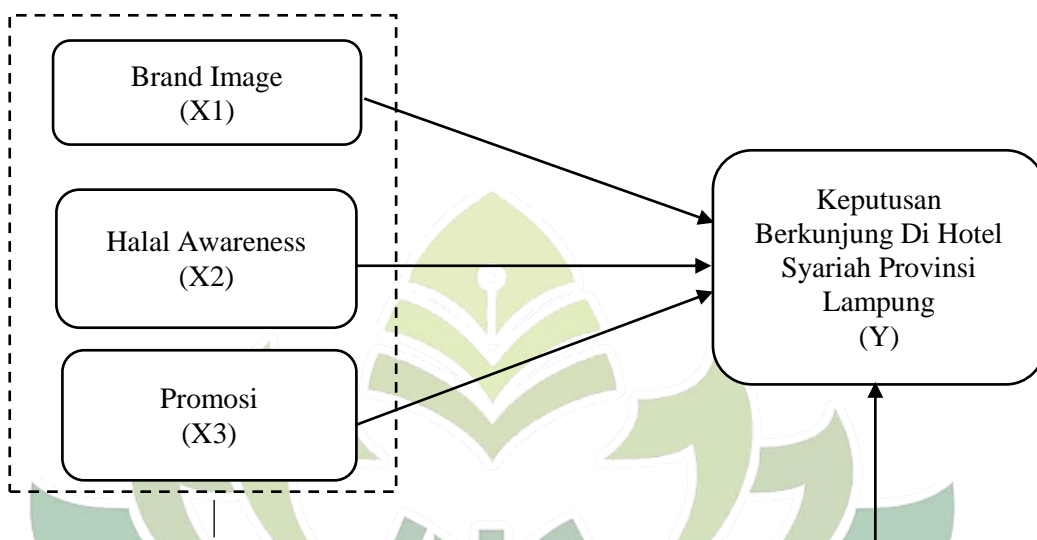 Brand Image
(X1)
Halal Awareness
(X2)
Promosi
(X3)
Keputusan
Berkunjung Di Hotel
Syariah Provinsi
Lampung
(Y)